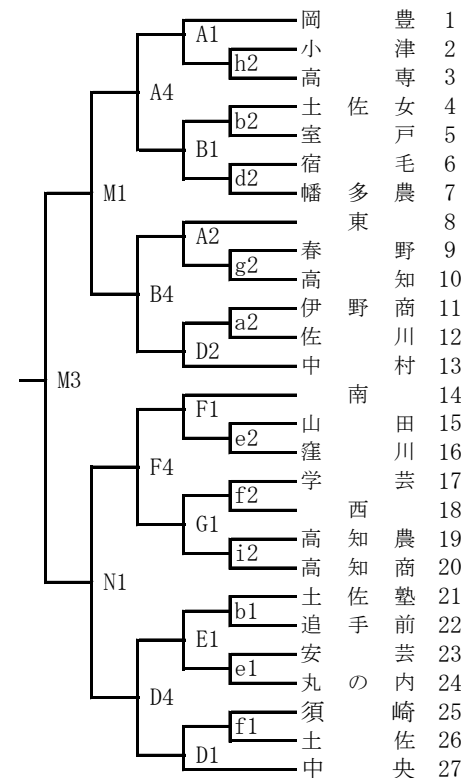 岡豊 1
A1
小津 2
h2
高専 3
A4
土佐女 4
b2
室戸 5
B1
宿毛 6
d2
幡多農 7
M1
東 8
A2
春野 9
g2
高知 10
B4
伊野商 11
a2
佐川 12
D2
中村 13
M3
南 14
F1
山田 15
e2
窪川 16
F4
学芸 17
f2
西 18
G1
高知農 19
i2
高知商 20
N1
土佐塾 21
b1
追手前 22
E1
安芸 23
e1
丸の内 24
D4
須崎 25
f1
土佐 26
D1
中央 27